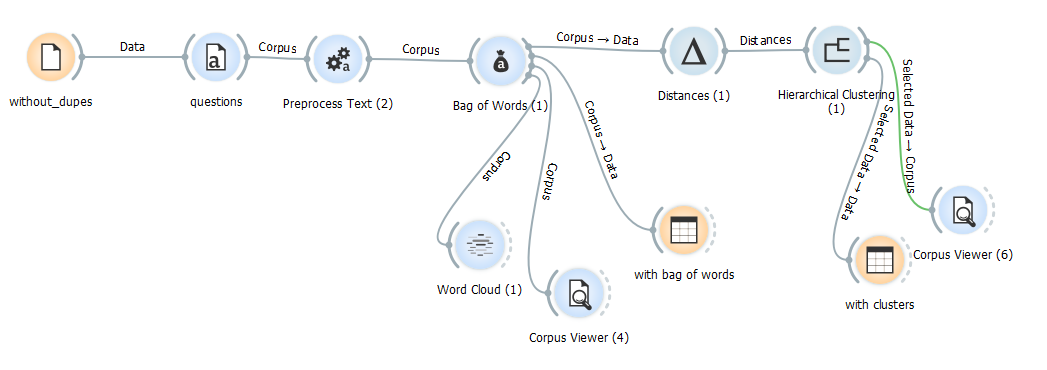 Data
Corpus
Corpus
Corpus → Data
Distances
without_dupes
a
questions
a
Preprocess Text (2)
a
Bag of Words (1)
Distances (1)
Hierarchical Clustering
(1)
Corpus
Corpus
Corpus → Data
Selected Data → Data
Selected Data → Corpus
Word Cloud (1)
Corpus Viewer (4)
with bag of words
with clusters
Corpus Viewer (6)